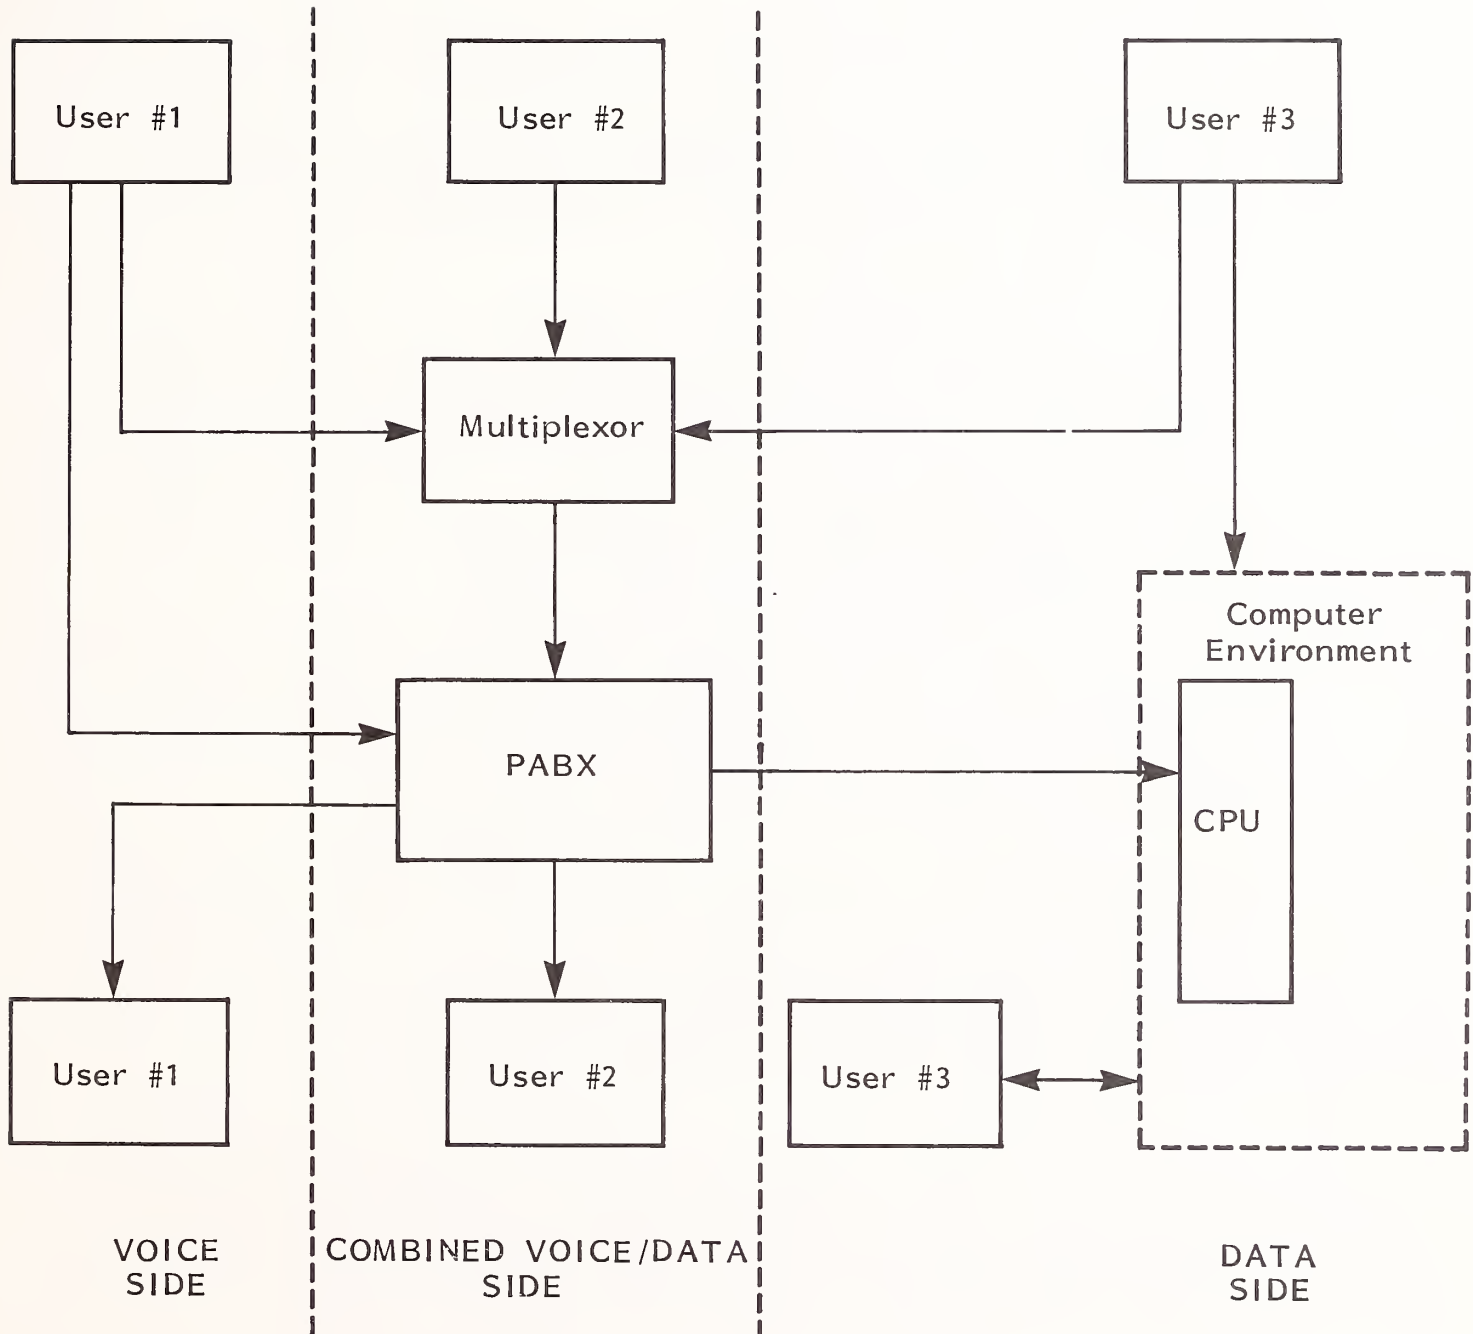 User #1
User #2
User #3
Multiplexor
Computer
Environment
PABX
CPU
User #1
User #2
User #3
VOICE
SIDE
COMBINED VOICE/DATA
SIDE
DATA
SIDE